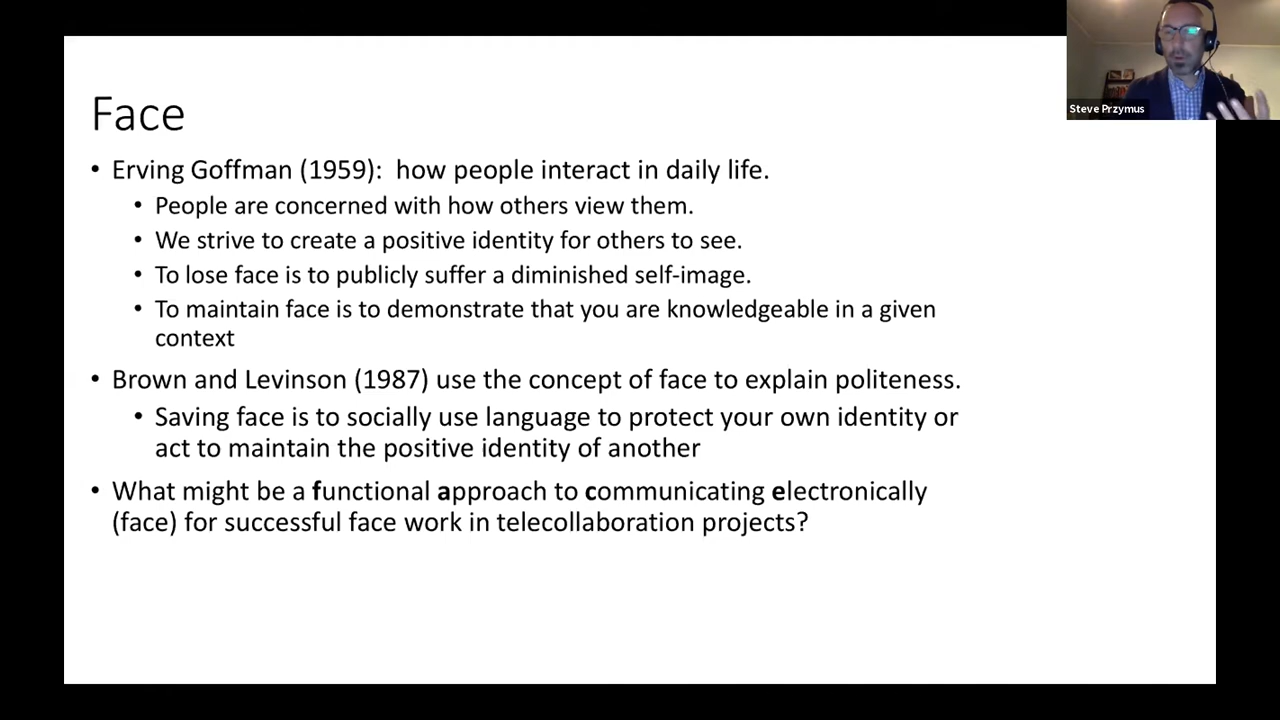 Steve Przymus
Face
• Erving Goffman (1959):  how people interact in daily life.
• People are concerned with how others view them.
• We strive to create a positive identity for others to see.
• To lose face is to publicly suffer a diminished self-image.
• To maintain face is to demonstrate that you are knowledgeable in a given
context
• Brown and Levinson (1987) use the concept of face to explain politeness.
• Saving face is to socially use language to protect your own identity or
act to maintain the positive identity of another
• What might be a functional approach to communicating electronically
(face) for successful face work in telecollaboration projects?